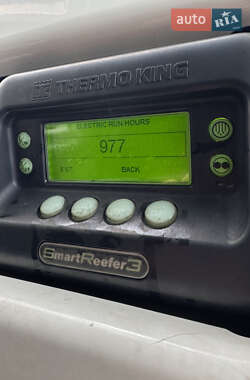 auto RIA
THERMO KING
ELECTRIC RUN HOURS
977
EXIT BACK
SmartReefer3